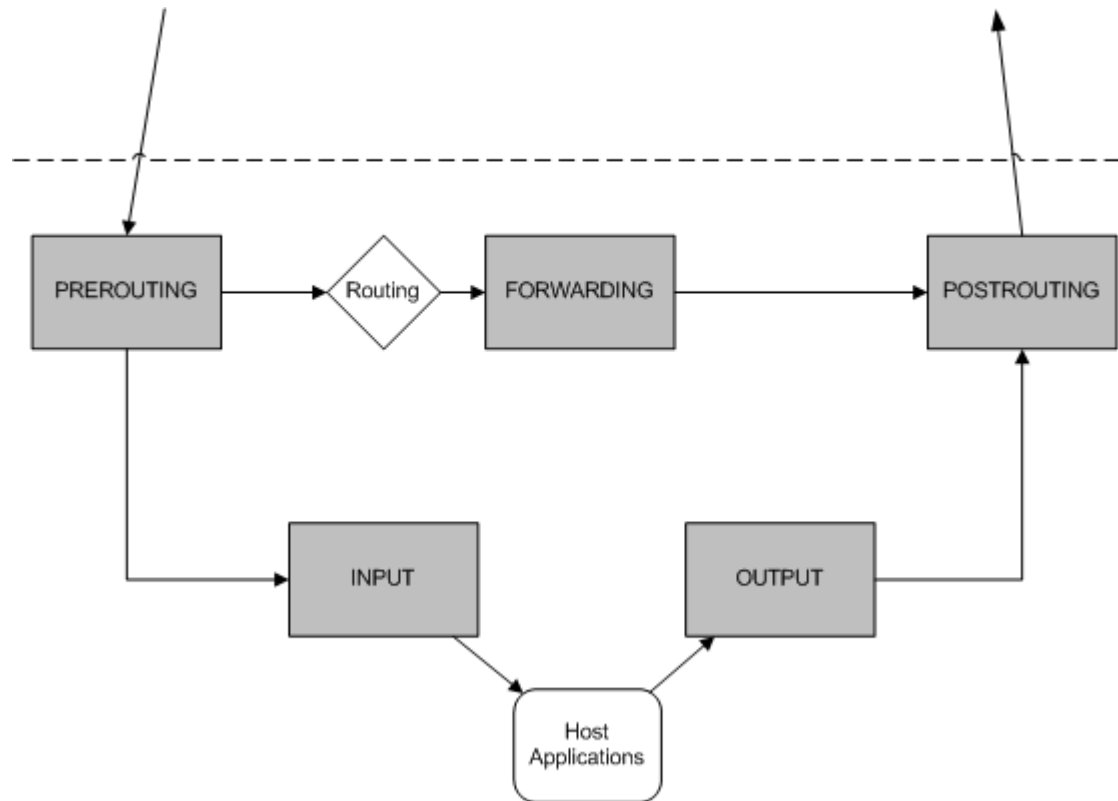 PREROUTING
Routing
FORWARDING
POSTROUTING
INPUT
OUTPUT
Host
Applications